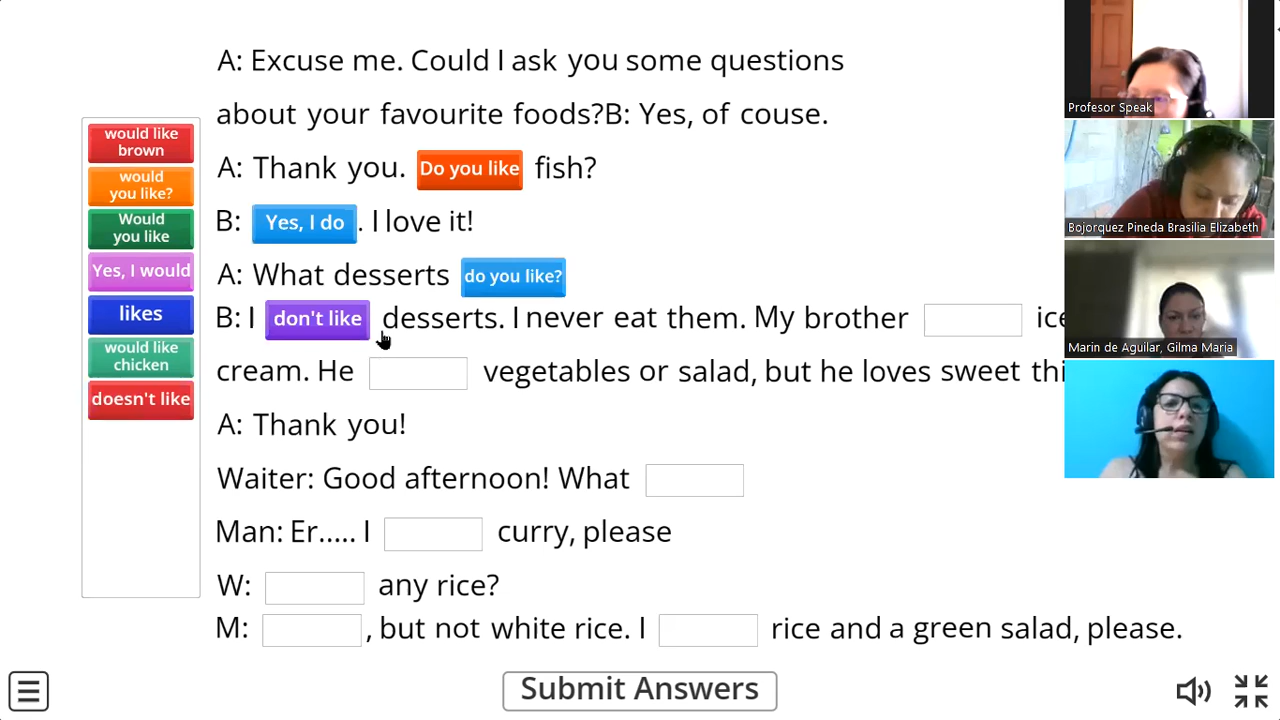 A: Excuse me. Could I ask you some questions
about your favourite foods?B: Yes, of couse.
A: Thank you. Do you like fish?
B: Yes, I do. I love it!
A: What desserts do you like?
B: I don't like desserts. I never eat them. My brother ice
cream. He vegetables or salad, but he loves sweet thi
A: Thank you!
Waiter: Good afternoon! What
Man: Er..... I curry, please
W: any rice?
M: , but not white rice. I rice and a green salad, please.
would like
brown
would
you like?
Would
you like
Yes, I would
likes
would like
chicken
doesn't like
Submit Answers
Profesor Speak
Bojorquez Pineda Brasilia Elizabeth
Marin de Aguilar, Gilma Maria